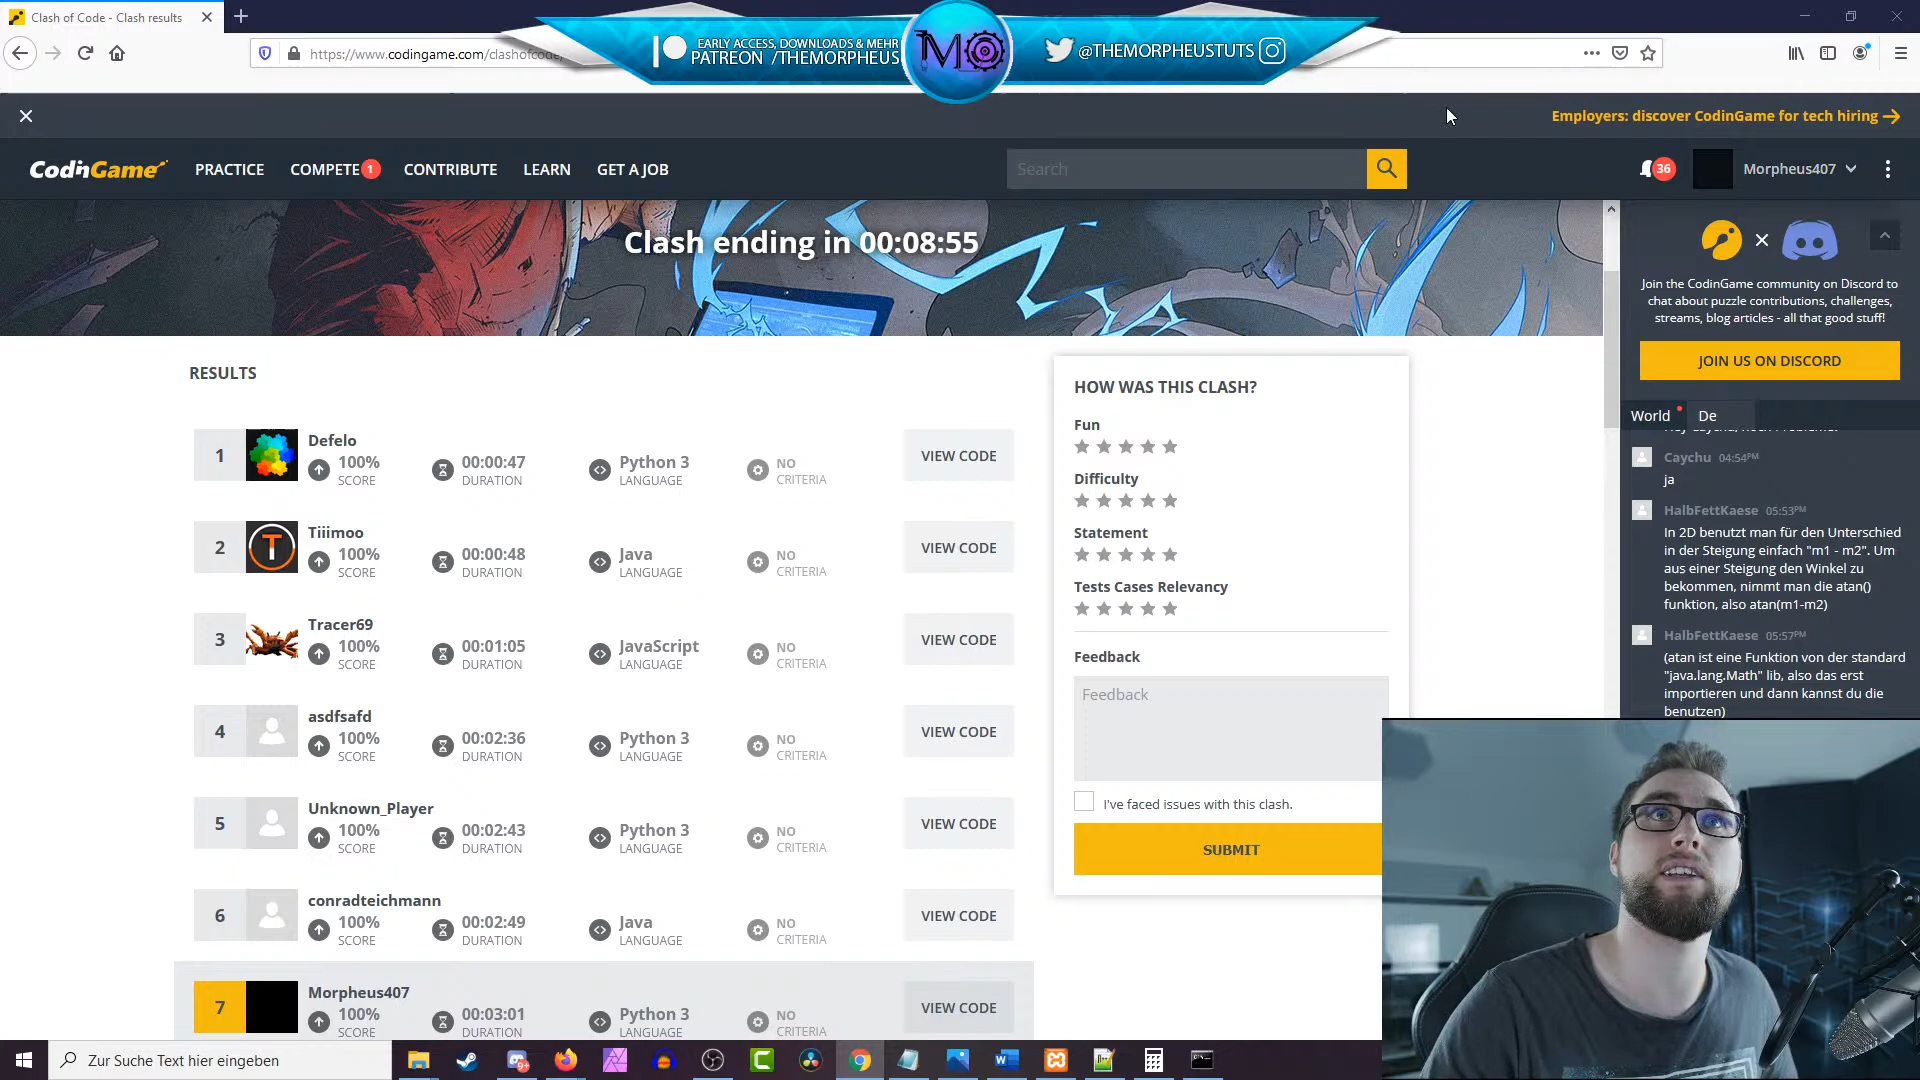 Clash of Code - Clash results
https://www.codingame.com/clashofcode
EARLY ACCESS, DOWNLOADS & MEHR
PATREON /THEMORPHEUS
MO
@THEMORPHEUSTUTS
Employers: discover CodinGame for tech hiring
CodinGame
PRACTICE
COMPETE 1
CONTRIBUTE
LEARN
GET A JOB
Search
36
Morpheus407
Clash ending in 00:08:55
RESULTS
1
Defelo
100%
SCORE
00:00:47
DURATION
Python 3
LANGUAGE
NO
CRITERIA
VIEW CODE
2
T
Tiiimoo
100%
SCORE
00:00:48
DURATION
Java
LANGUAGE
NO
CRITERIA
VIEW CODE
3
Tracer69
100%
SCORE
00:01:05
DURATION
JavaScript
LANGUAGE
NO
CRITERIA
VIEW CODE
4
asdfsafd
100%
SCORE
00:02:36
DURATION
Python 3
LANGUAGE
NO
CRITERIA
VIEW CODE
5
Unknown_Player
100%
SCORE
00:02:43
DURATION
Python 3
LANGUAGE
NO
CRITERIA
VIEW CODE
6
conradteichmann
100%
SCORE
00:02:49
DURATION
Java
LANGUAGE
NO
CRITERIA
VIEW CODE
7
Morpheus407
100%
SCORE
00:03:01
DURATION
Python 3
LANGUAGE
NO
CRITERIA
VIEW CODE
HOW WAS THIS CLASH?
Fun
Difficulty
Statement
Tests Cases Relevancy
Feedback
Feedback
I've faced issues with this clash.
SUBMIT
Join the CodinGame community on Discord to
chat about puzzle contributions, challenges,
streams, blog articles - all that good stuff!
JOIN US ON DISCORD
World
De
Caychu 04:54PM
ja
HalbFettKaese 05:53PM
In 2D benutzt man für den Unterschied
in der Steigung einfach "m1 - m2". Um
aus einer Steigung den Winkel zu
bekommen, nimmt man die atan()
funktion, also atan(m1-m2)
HalbFettKaese 05:57PM
(atan ist eine Funktion von der standard
"java.lang.Math" lib, also das erst
importieren und dann kannst du die
benutzen)
Zur Suche Text hier eingeben